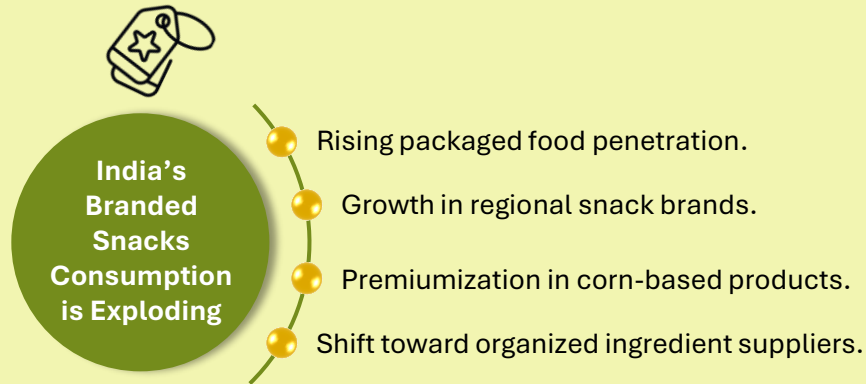 India’s
Branded
Snacks
Consumption
is Exploding
Rising packaged food penetration.
Growth in regional snack brands.
Premiumization in corn-based products.
Shift toward organized ingredient suppliers.